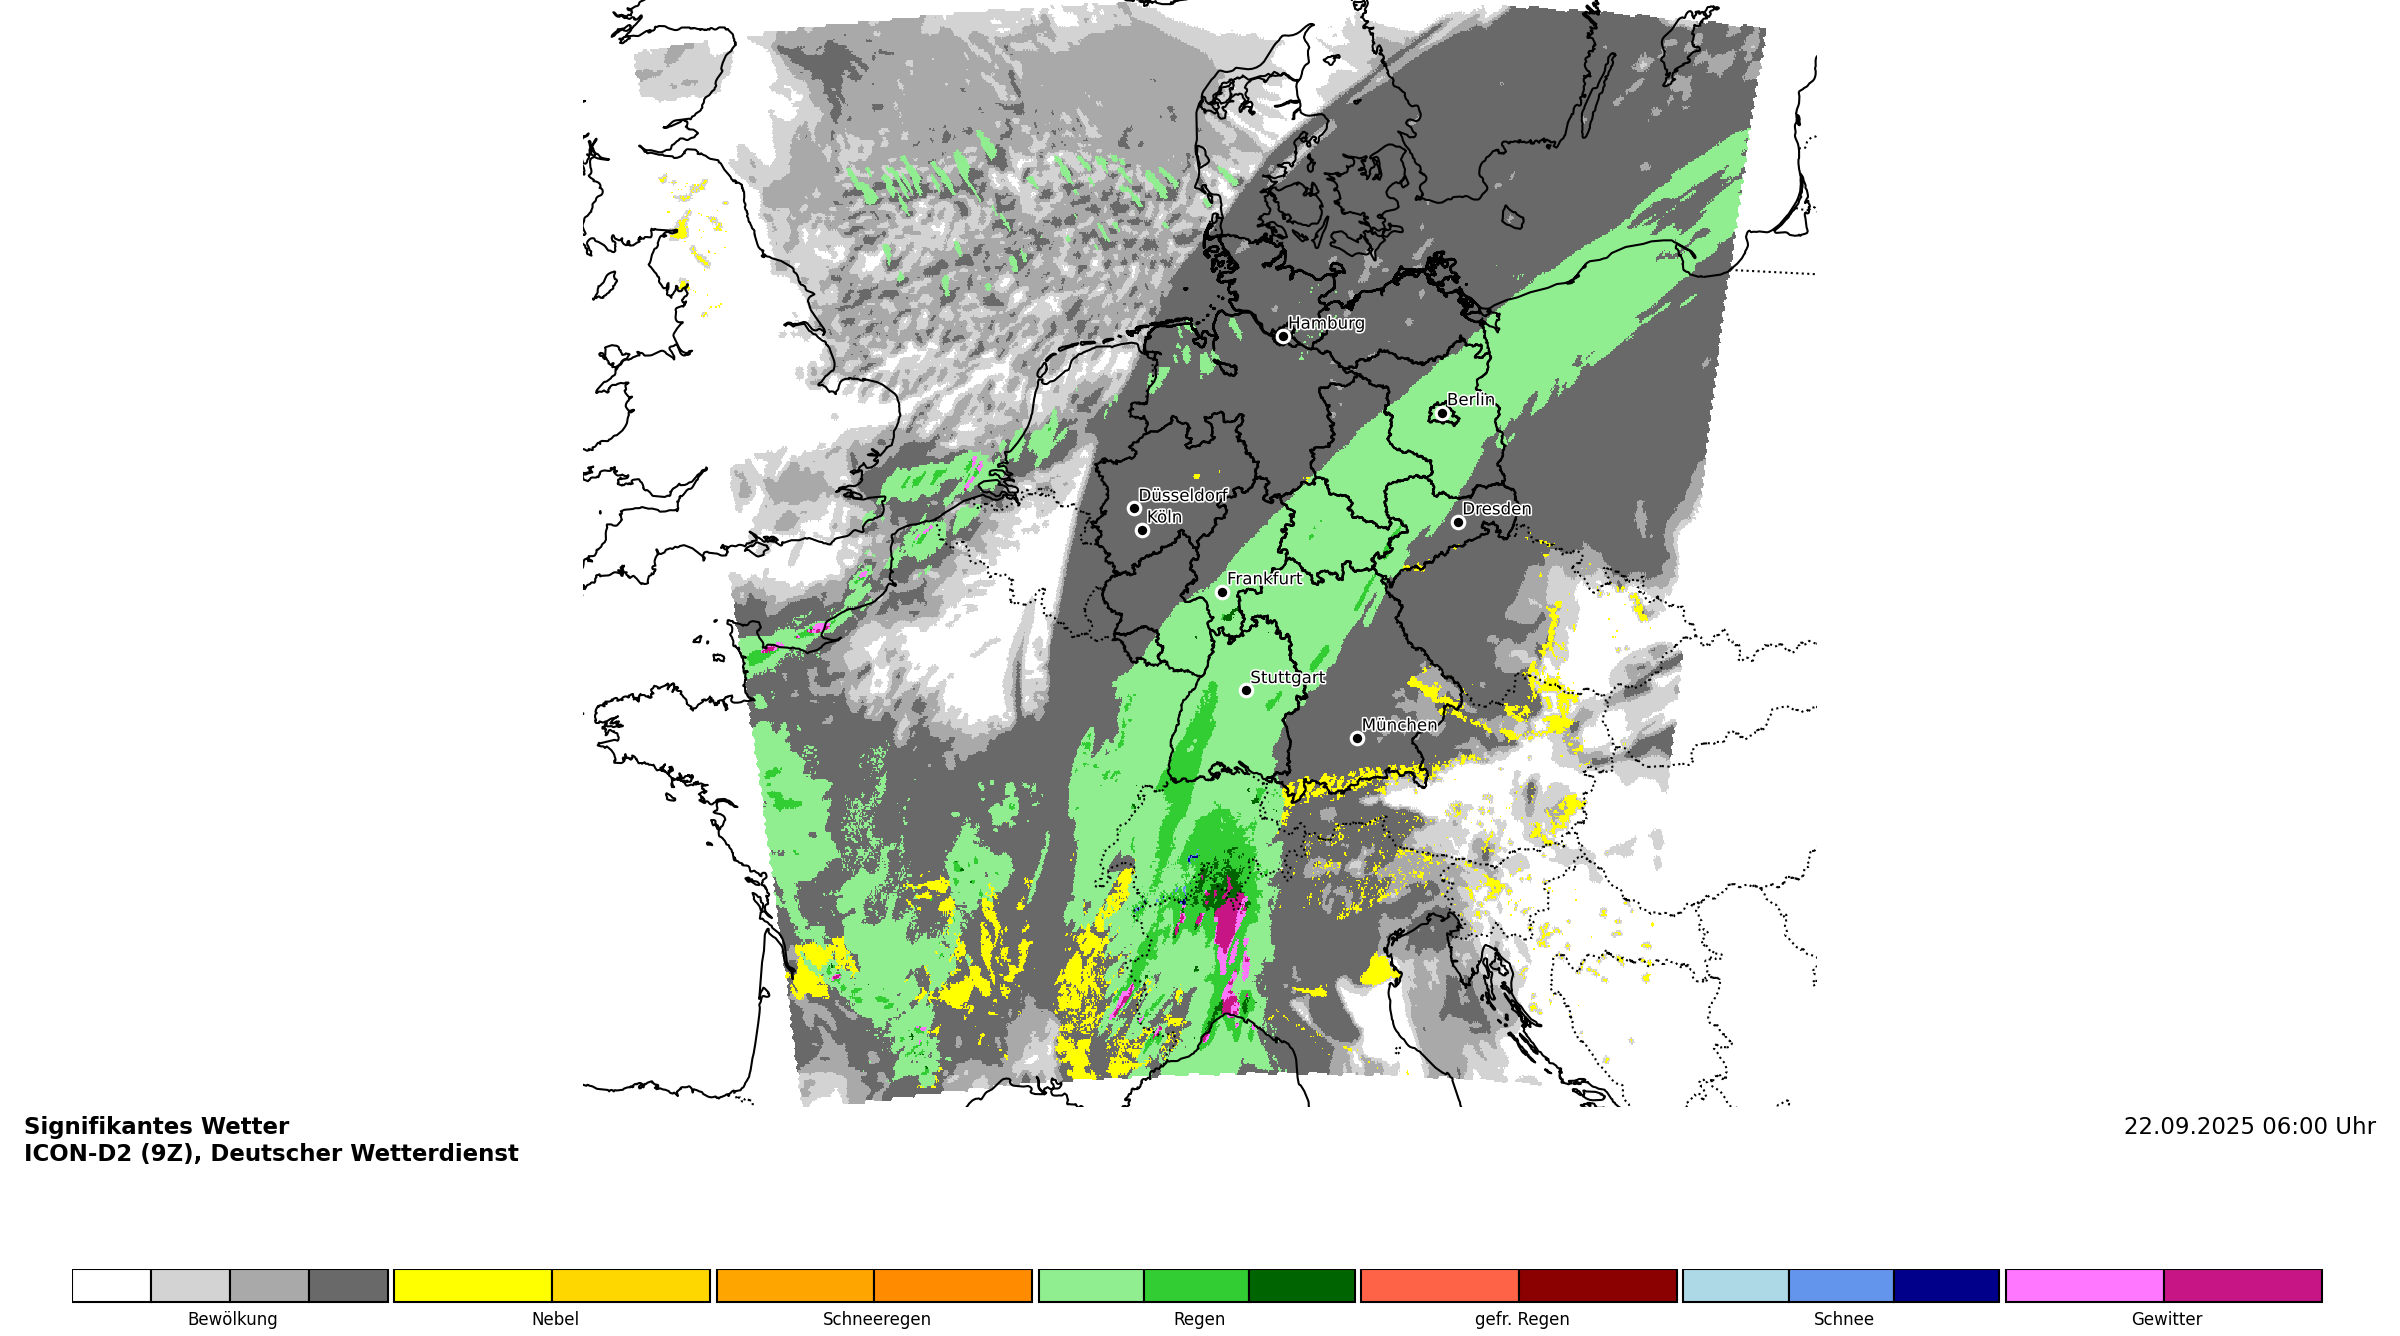 Hamburg
Berlin
Düsseldorf
Köln
Dresden
Frankfurt
Stuttgart
München
Signifikantes Wetter
ICON-D2 (9Z), Deutscher Wetterdienst
22.09.2025 06:00 Uhr
Bewölkung
Nebel
Schneeregen
Regen
gefr. Regen
Schnee
Gewitter